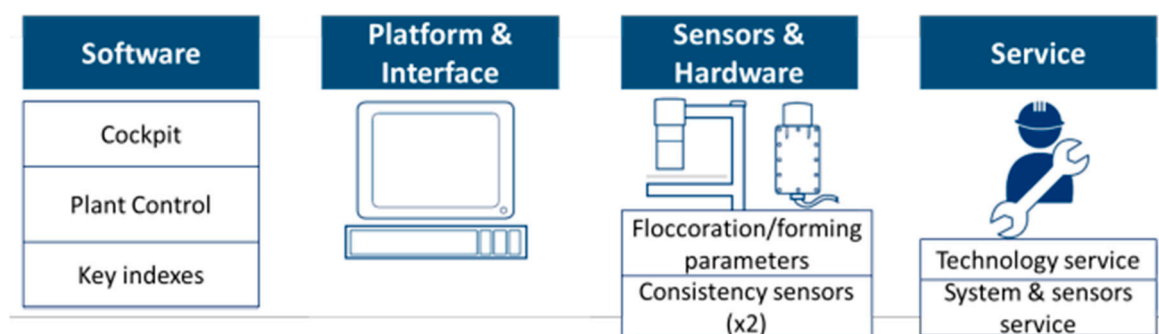 Software
Cockpit
Plant Control
Key indexes
Platform &
Interface
Sensors &
Hardware
Floccoration/forming
parameters
Consistency sensors
(x2)
Service
Technology service
System & sensors
service